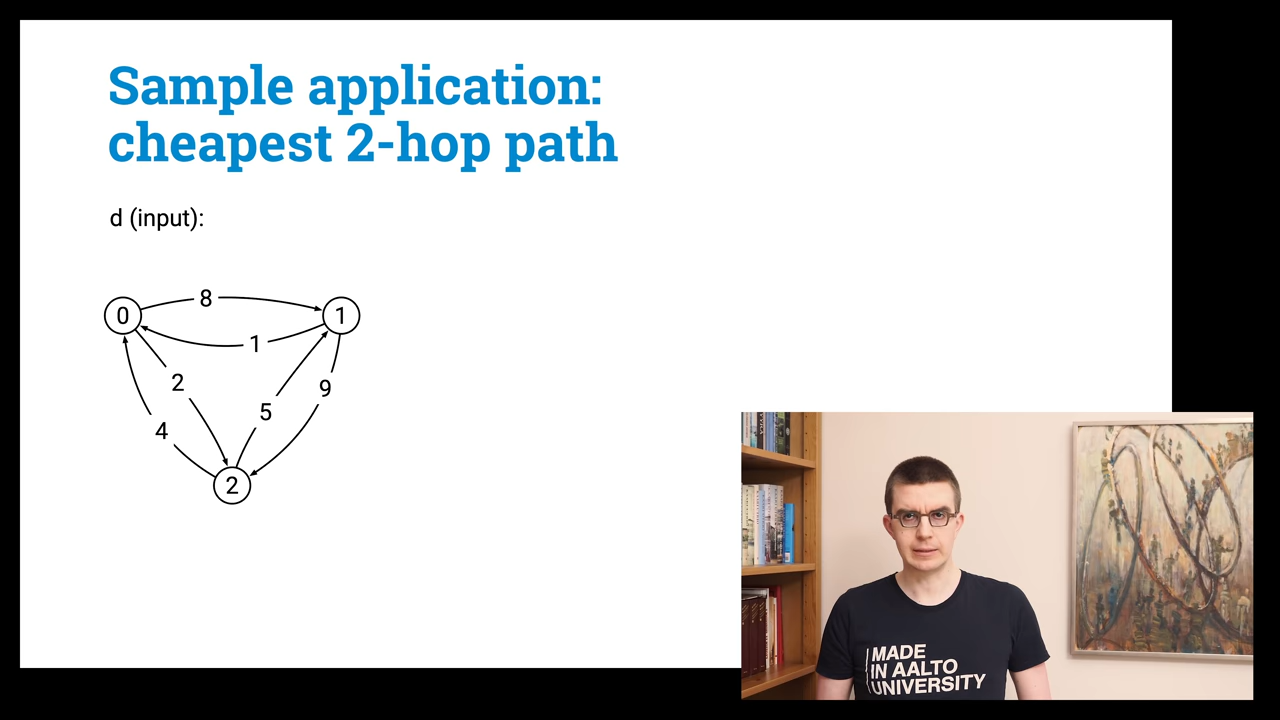 Sample application:
cheapest 2-hop path
d (input):
8
0
1
1
2
9
5
4
2
MADE
IN AALTO
UNIVERSITY